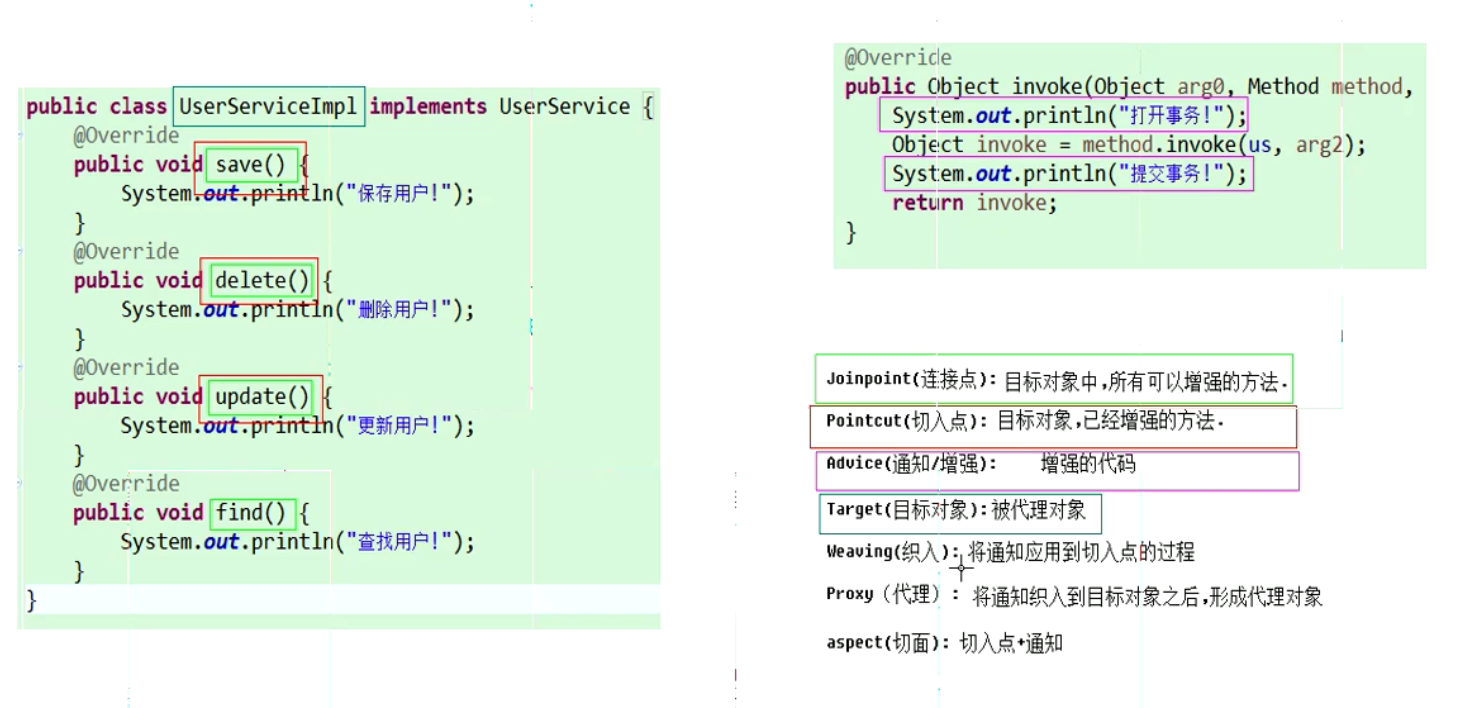 public class UserServiceImpl implements UserService {
@Override
public void save() {
System.out.println("保存用户!");
}
@Override
public void delete() {
System.out.println("删除用户!");
}
@Override
public void update() {
System.out.println("更新用户!");
}
@Override
public void find() {
System.out.println("查找用户!");
}
}
@Override
public Object invoke(Object arg0, Method method,
System.out.println("打开事务!");
Object invoke = method.invoke(us, arg2);
System.out.println("提交事务!");
return invoke;
}
Joinpoint(连接点): 目标对象中,所有可以增强的方法.
Pointcut(切入点): 目标对象,已经增强的方法.
Advice(通知/增强): 增强的代码
Target(目标对象):被代理对象
Weaving(织入): 将通知应用到切入点的过程
Proxy（代理）: 将通知织入到目标对象之后,形成代理对象
aspect(切面): 切入点+通知